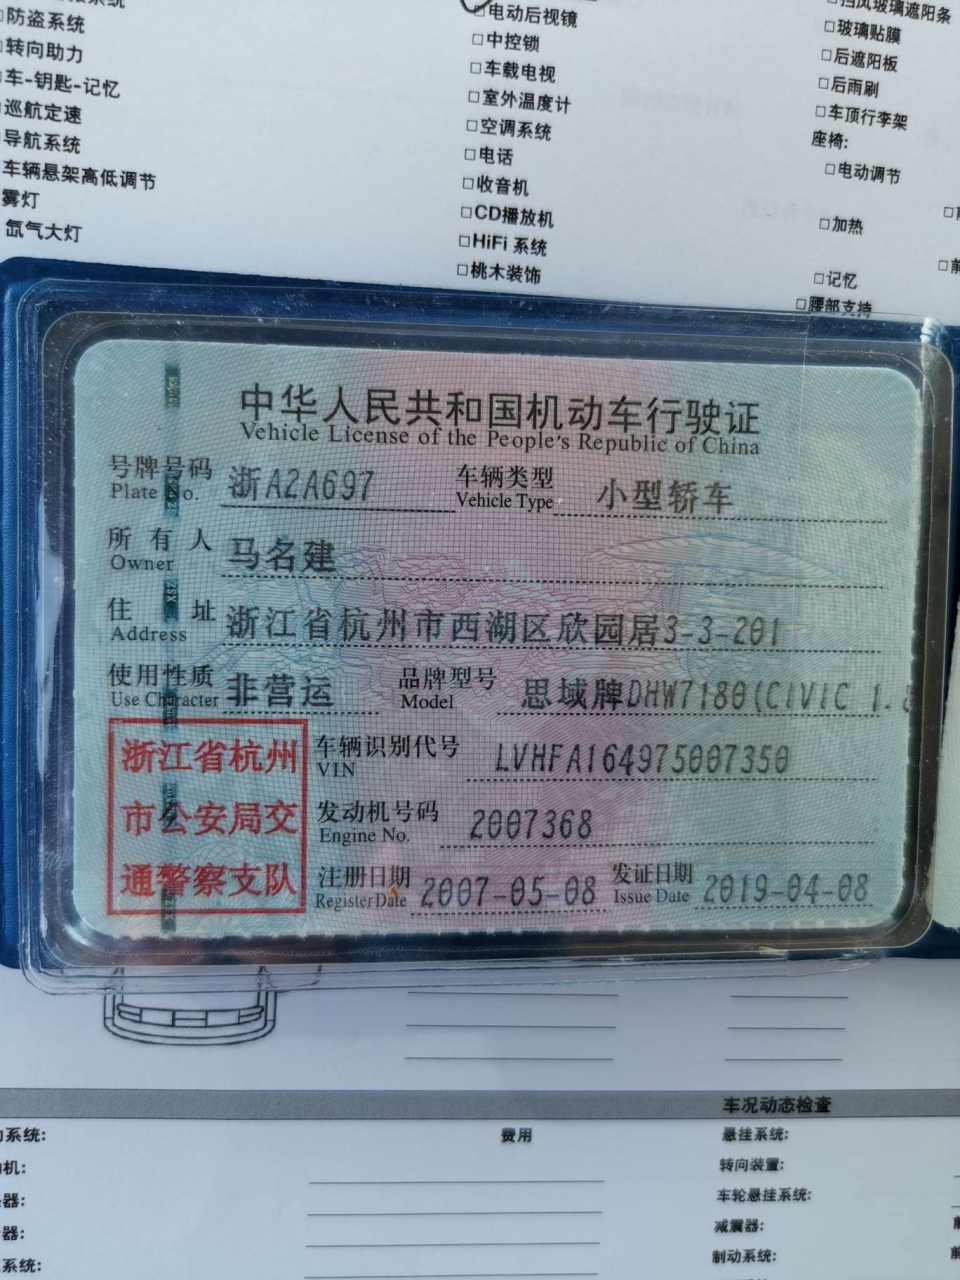 防盗系统
转向助力
车-钥匙-记忆
巡航定速
导航系统
车辆悬架高低调节
雾灯
氙气大灯
□电动后视镜
□中控锁
□车载电视
□室外温度计
□空调系统
□电话
□收音机
□CD播放机
□HiFi 系统
□桃木装饰
□挡风玻璃遮阳条
□玻璃贴膜
□后遮阳板
□后雨刷
□车顶行李架
座椅:
□电动调节
□加热
□记忆
□腰部支持
中华人民共和国机动车行驶证
Vehicle License of the People's Republic of China
号牌号码 浙A2A697 车辆类型 小型轿车
Plate No. Vehicle Type
所有人 马名建
Owner
住址 浙江省杭州市西湖区欣园居3-3-201
Address
使用性质 非营运 品牌型号 思域牌DHW7180(CIVIC 1.8
Use Character Model
浙江省杭州
市公安局交
通警察支队
车辆识别代号 LVHFA164975007350
VIN
发动机号码 2007368
Engine No.
注册日期 2007-05-08 发证日期 2019-04-08
Register Date Issue Date
车况动态检查
费用
悬挂系统:
转向装置:
车轮悬挂系统:
减震器:
制动系统: